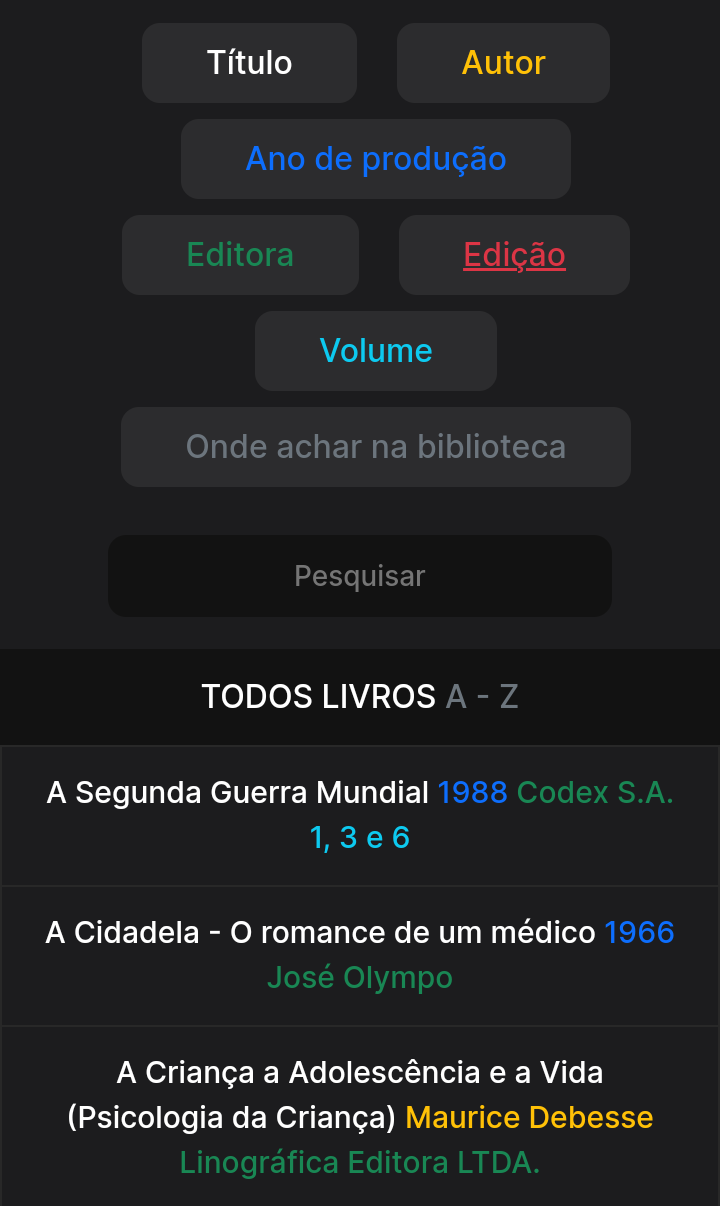 Título
Autor
Ano de produção
Editora
Edição
Volume
Onde achar na biblioteca
Pesquisar
TODOS LIVROS A - Z
A Segunda Guerra Mundial 1988 Codex S.A.
1, 3 e 6
A Cidadela - O romance de um médico 1966
José Olympo
A Criança a Adolescência e a Vida
(Psicologia da Criança) Maurice Debesse
Linográfica Editora LTDA.